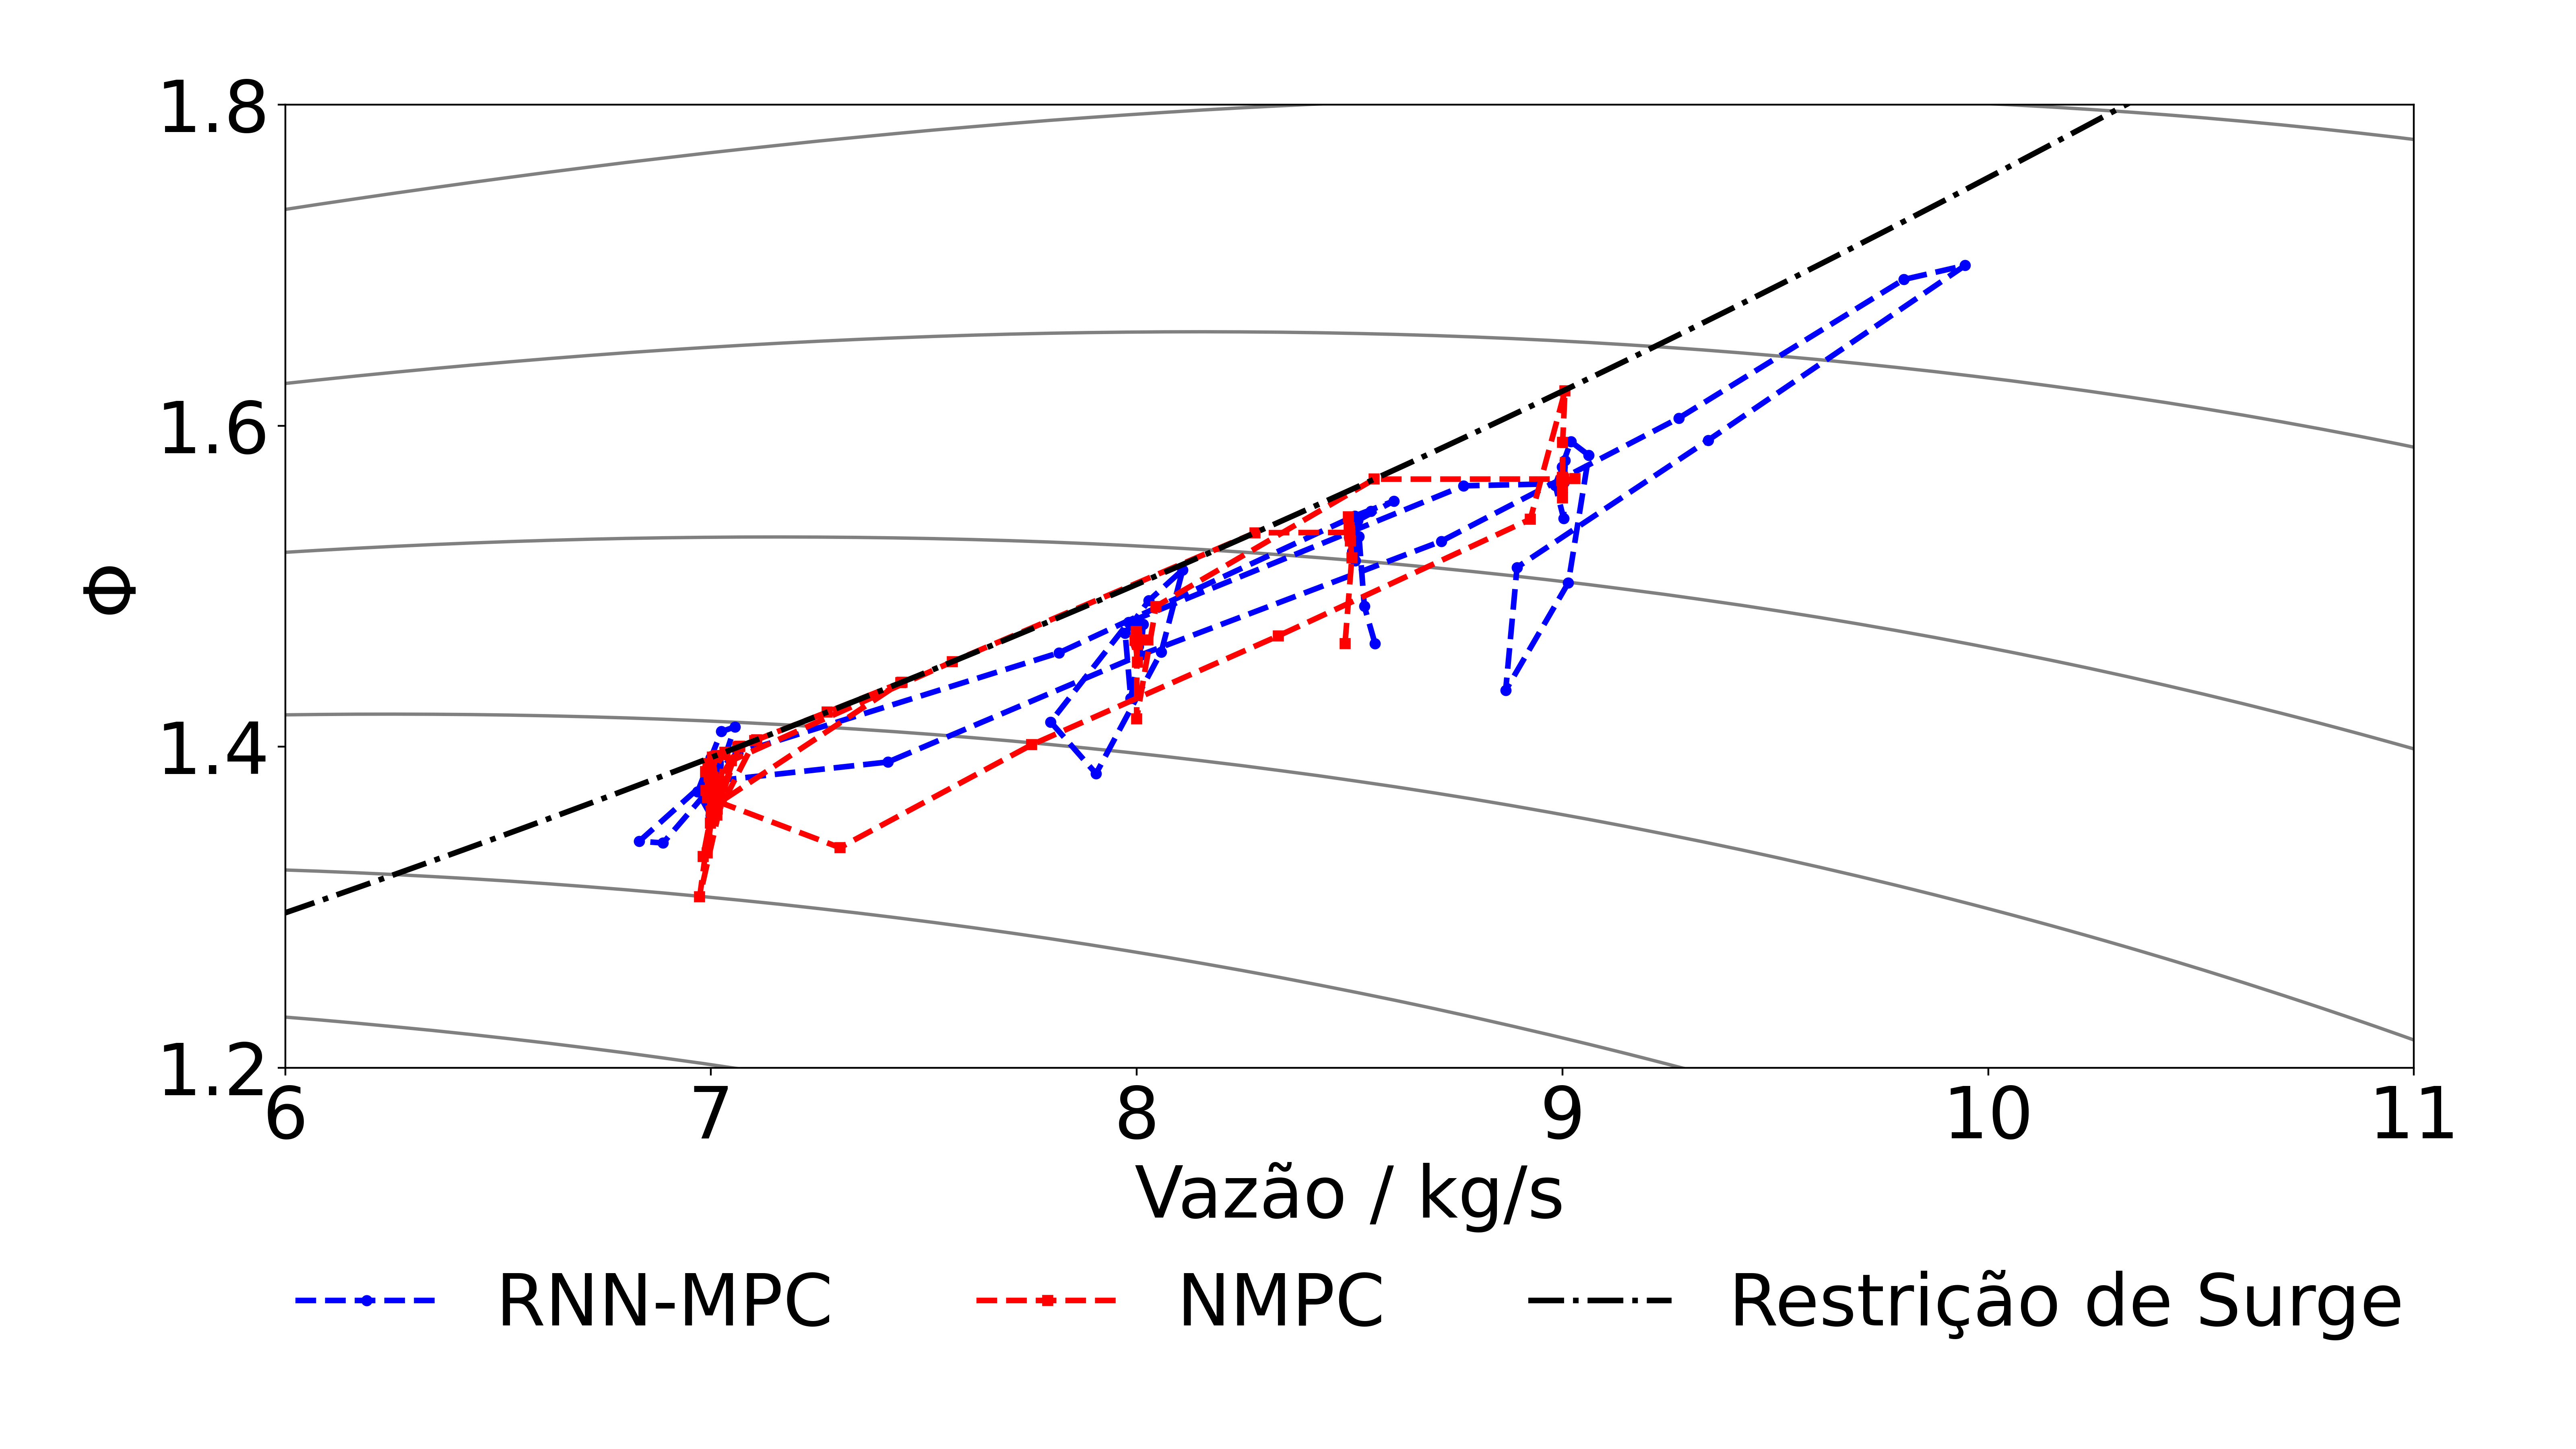 1.8
1.6
Φ
1.4
1.2
6 7 8 9 10 11
Vazão / kg/s
RNN-MPC NMPC Restrição de Surge